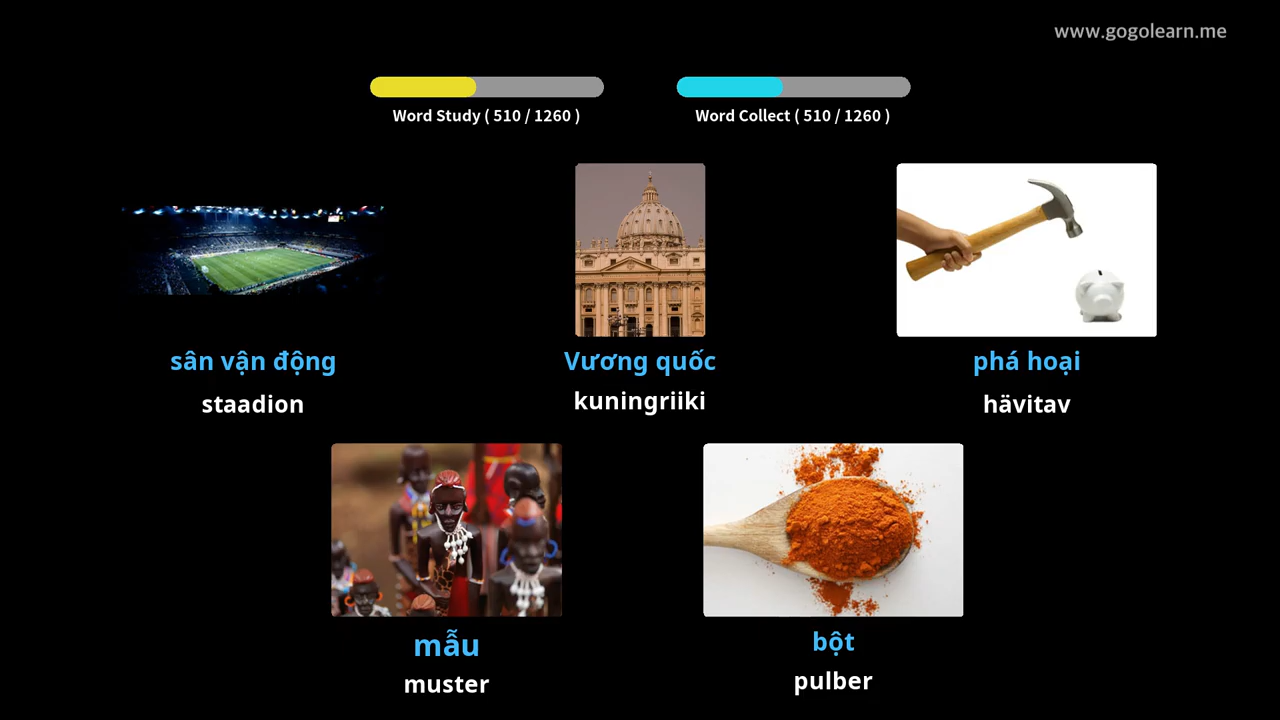 www.gogolearn.me
Word Study ( 510 / 1260 )
Word Collect ( 510 / 1260 )
sân vận động
Vương quốc
phá hoại
staadion
kuningriiki
hävitav
mẫu
bột
muster
pulber